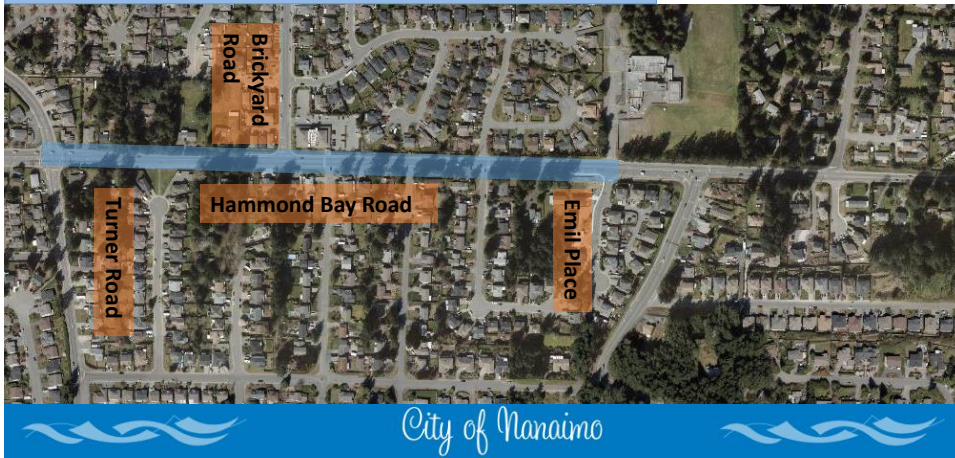 Brickyard
Road
Hammond Bay Road
Turner Road
Emil Place
City of Nanaimo